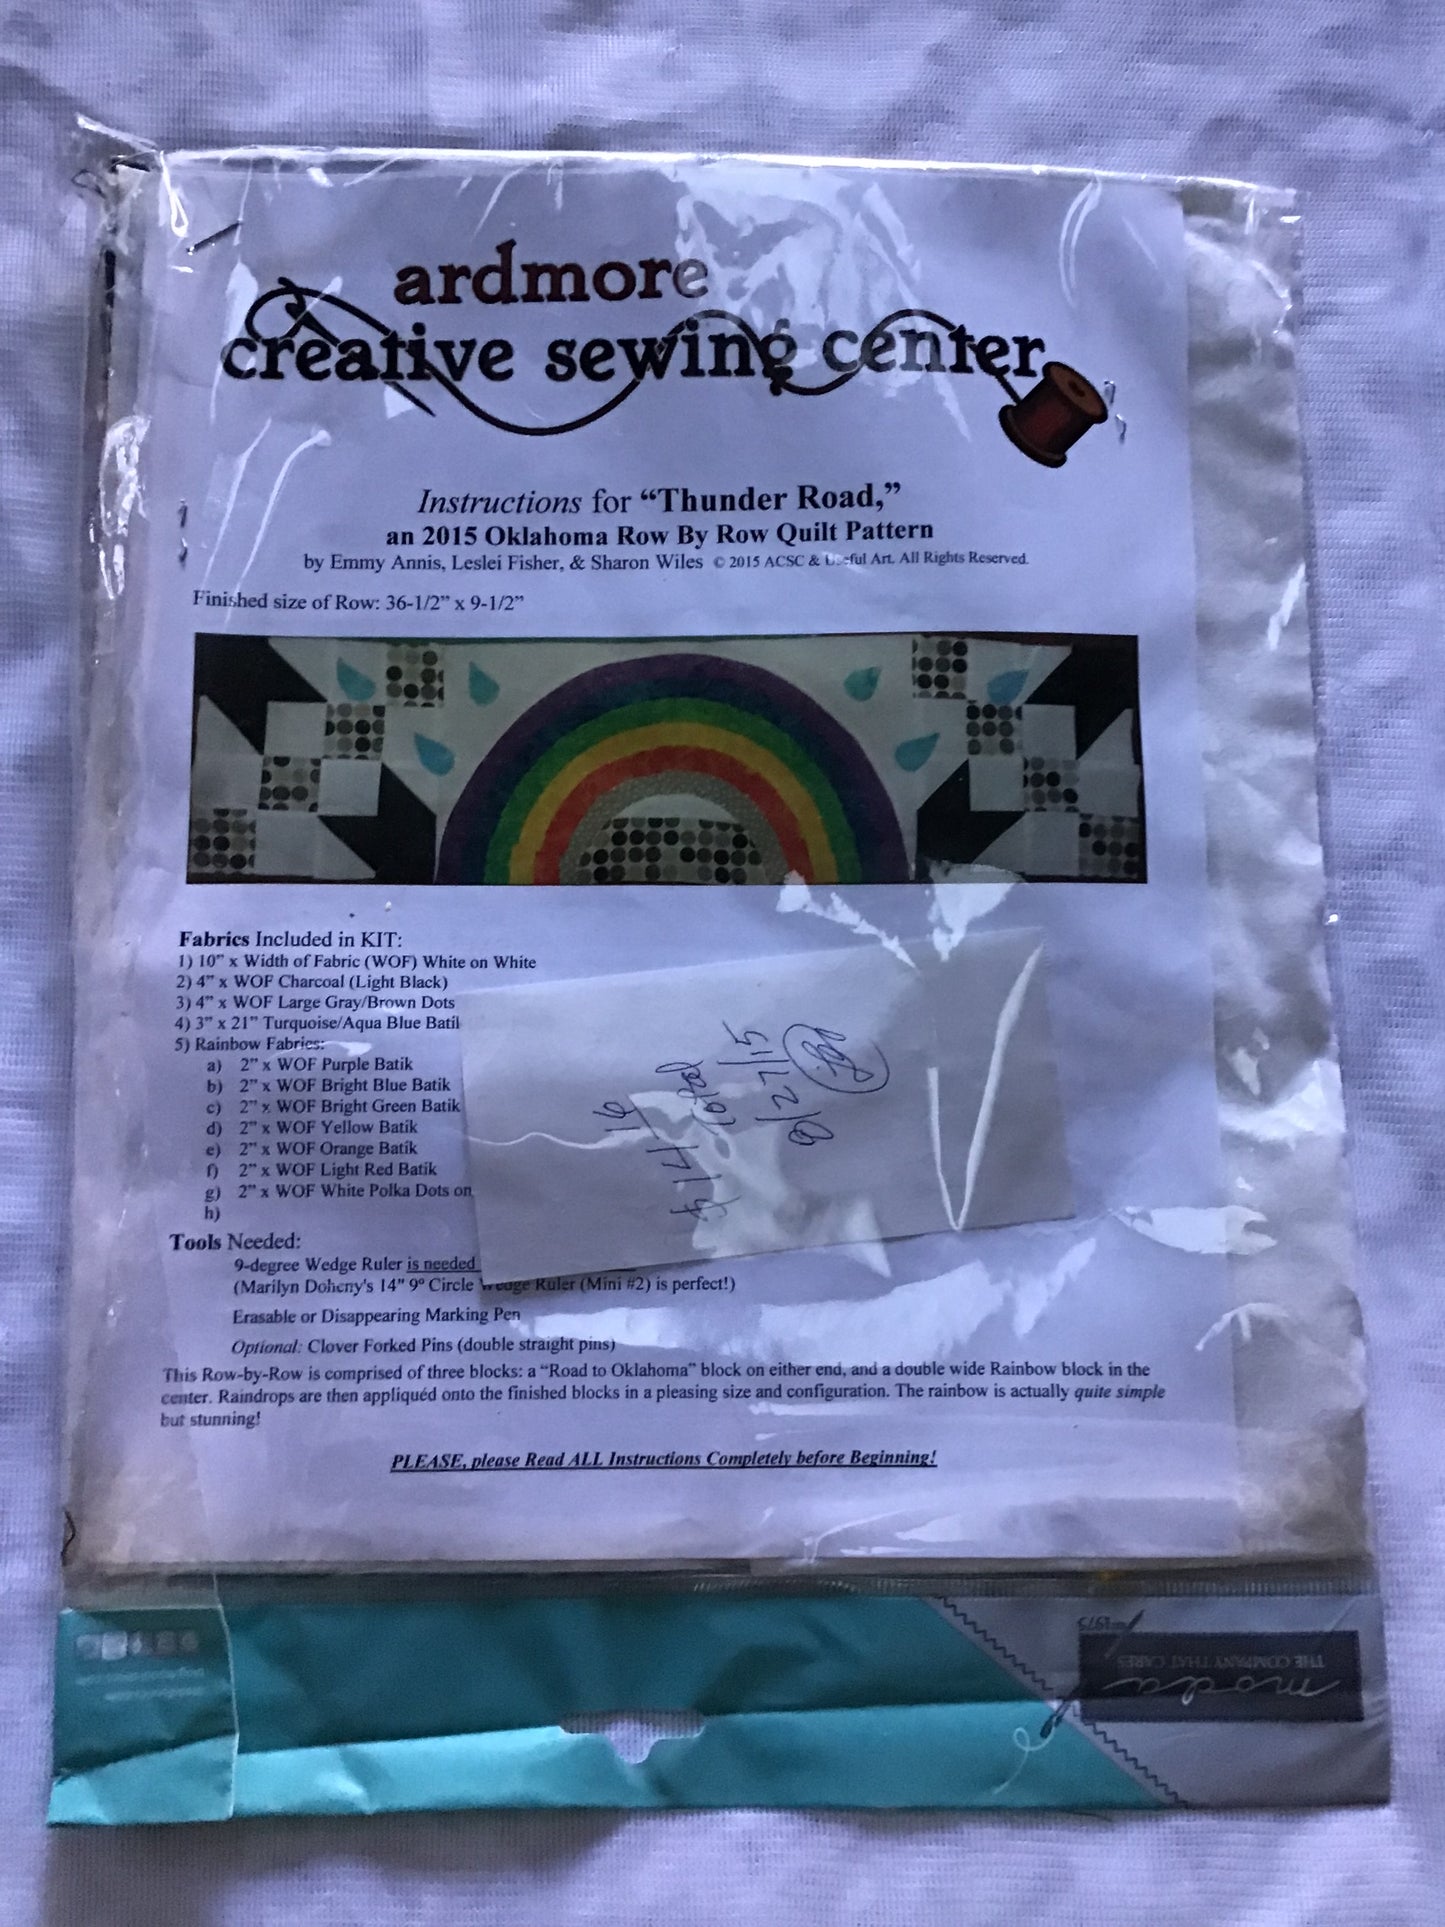 ardmore
creative sewing center
Instructions for “Thunder Road,”
an 2015 Oklahoma Row By Row Quilt Pattern
by Emmy Annis, Leslei Fisher, & Sharon Wiles © 2015 ACSC & Useful Art. All Rights Reserved.
Finished size of Row: 36-1/2” x 9-1/2”
Fabrics Included in KIT:
1) 10” x Width of Fabric (WOF) White on White
2) 4” x WOF Charcoal (Light Black)
3) 4” x WOF Large Gray/Brown Dots
4) 3” x 21” Turquoise/Aqua Blue Batik
5) Rainbow Fabrics:
a) 2” x WOF Purple Batik
b) 2” x WOF Bright Blue Batik
c) 2” x WOF Bright Green Batik
d) 2” x WOF Yellow Batik
e) 2” x WOF Orange Batik
f) 2” x WOF Light Red Batik
g) 2” x WOF White Polka Dots on
h)
Tools Needed:
9-degree Wedge Ruler is needed
(Marilyn Doheny's 14" 9º Circle Wedge Ruler (Mini #2) is perfect!)
Erasable or Disappearing Marking Pen
Optional: Clover Forked Pins (double straight pins)
This Row-by-Row is comprised of three blocks: a “Road to Oklahoma” block on either end, and a double wide Rainbow block in the
center. Raindrops are then appliquéd onto the finished blocks in a pleasing size and configuration. The rainbow is actually quite simple
but stunning!
PLEASE, please Read ALL Instructions Completely before Beginning!
1975
THE COMPANY THAT CARES
moda